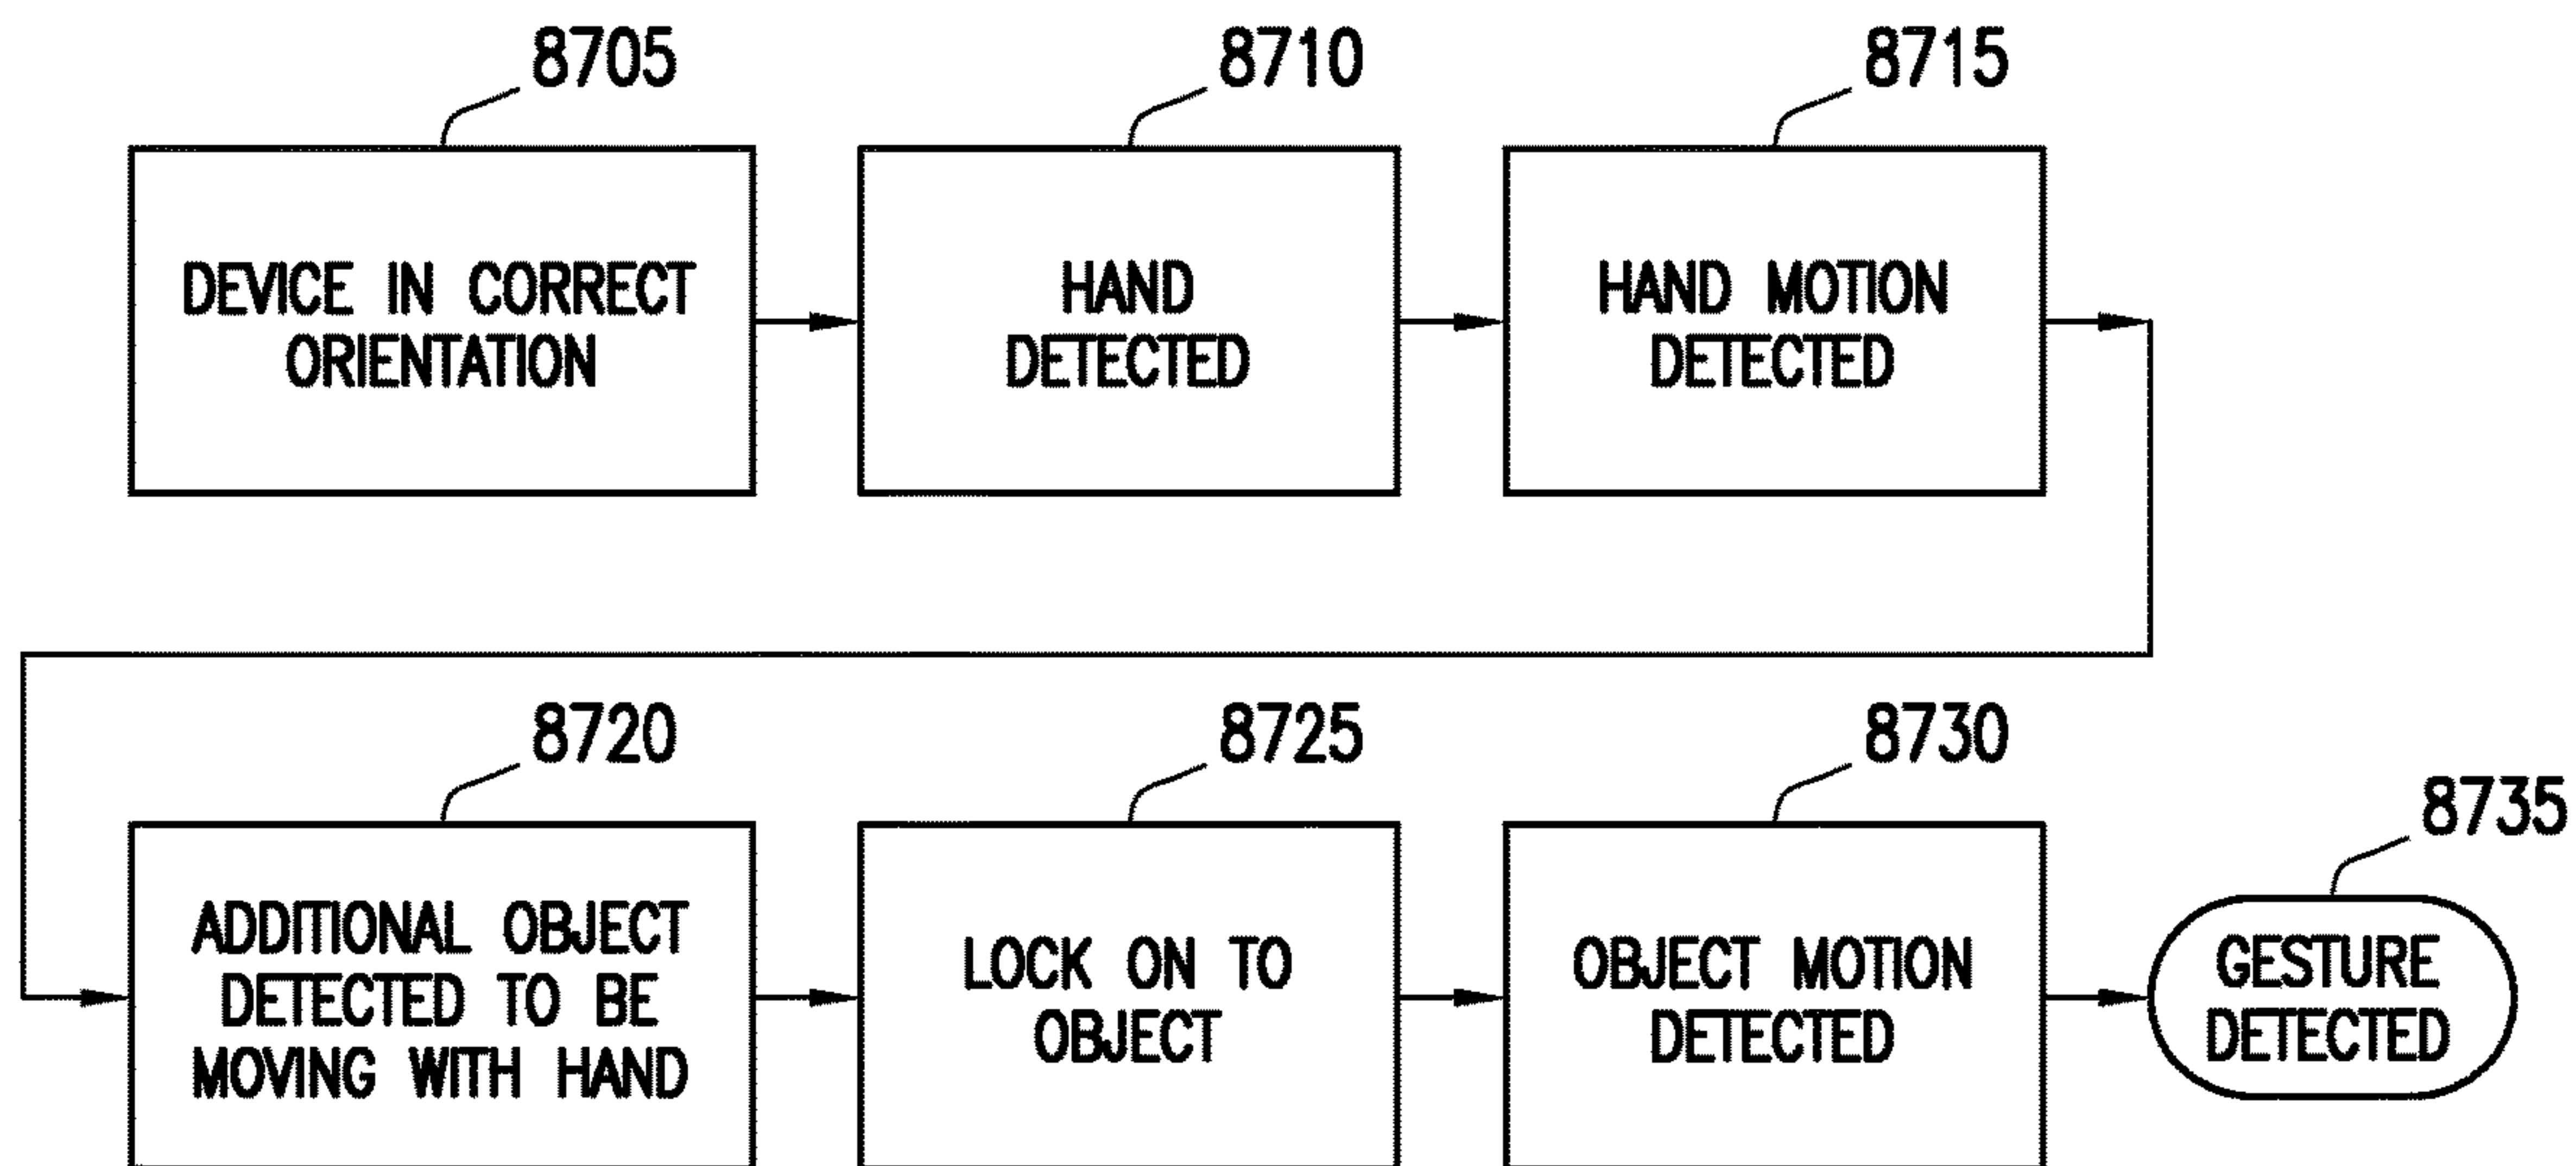 8705
DEVICE IN CORRECT
ORIENTATION
8710
HAND
DETECTED
8715
HAND MOTION
DETECTED
8720
ADDITIONAL OBJECT
DETECTED TO BE
MOVING WITH HAND
8725
LOCK ON TO
OBJECT
8730
OBJECT MOTION
DETECTED
8735
GESTURE
DETECTED